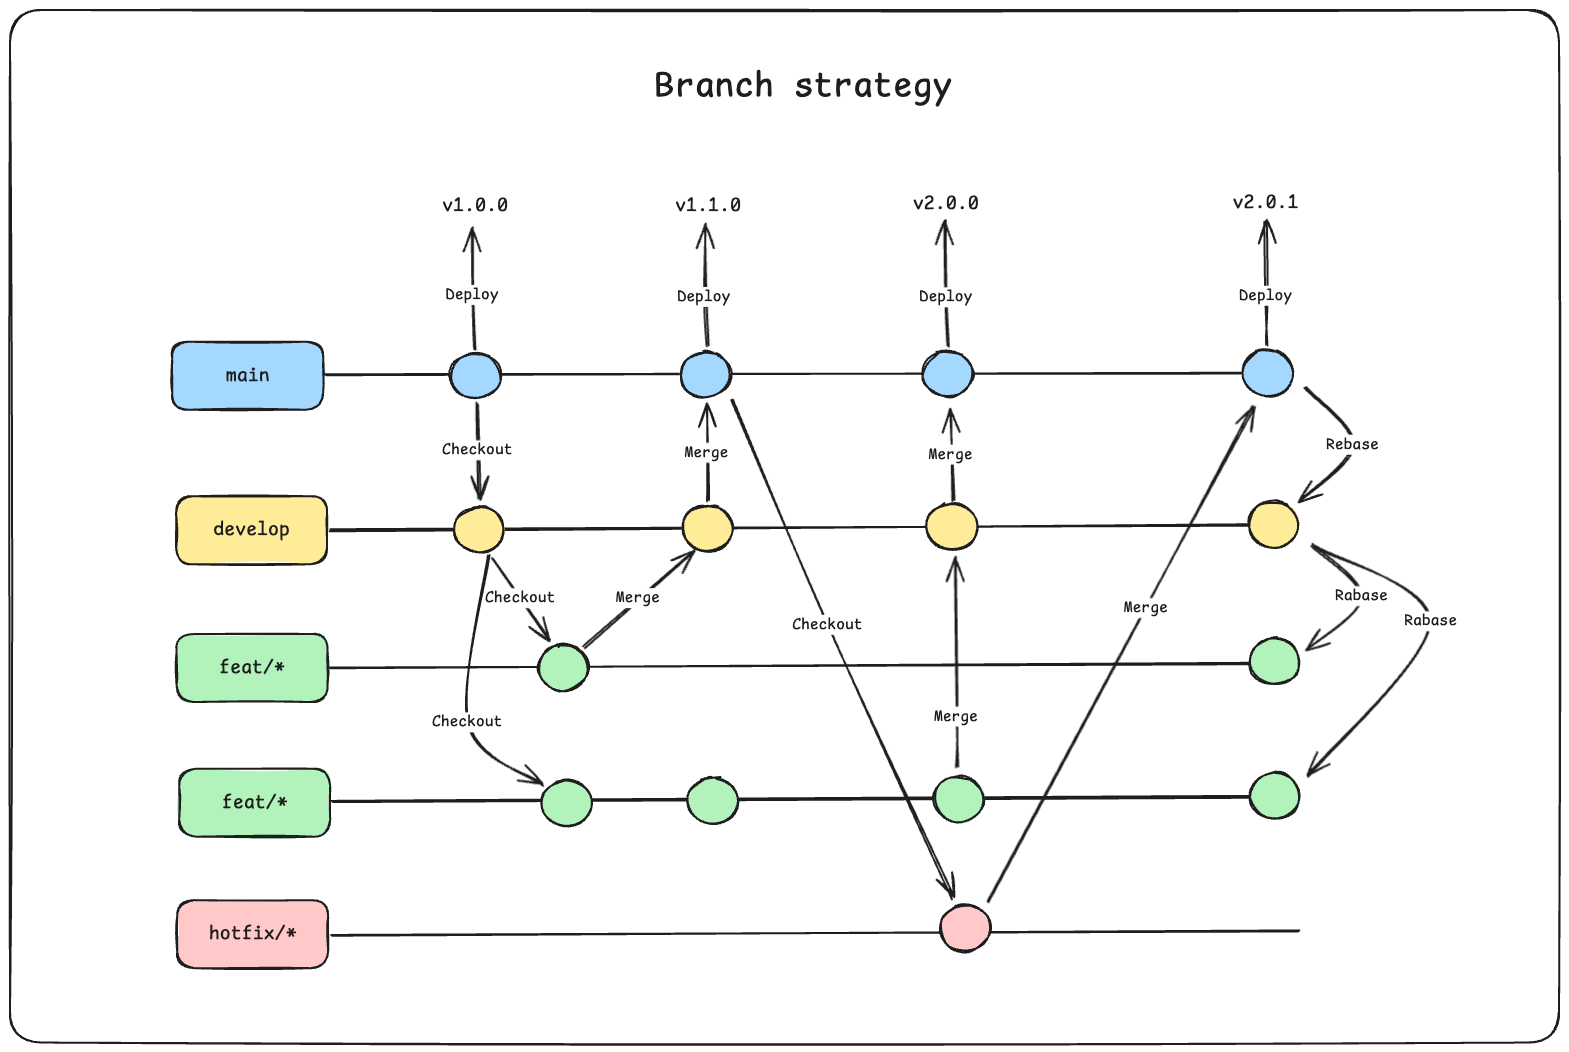 Branch strategy
v1.0.0
v1.1.0
v2.0.0
v2.0.1
Deploy
Deploy
Deploy
Deploy
main
Checkout
Merge
Merge
Rebase
develop
Checkout
Merge
Checkout
Merge
Rabase
Rabase
feat/*
Checkout
Merge
feat/*
hotfix/*